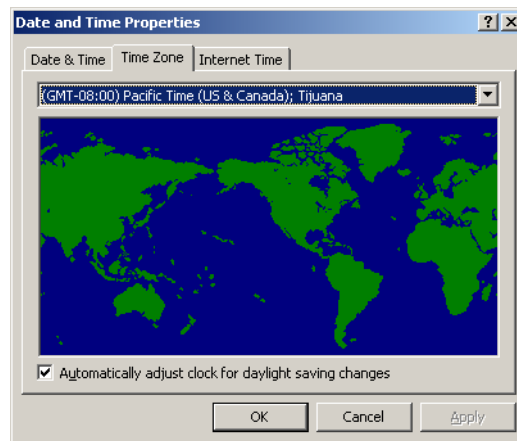 Date and Time Properties
Date & Time Time Zone Internet Time
(GMT-08:00) Pacific Time (US & Canada); Tijuana
Automatically adjust clock for daylight saving changes
OK Cancel Apply